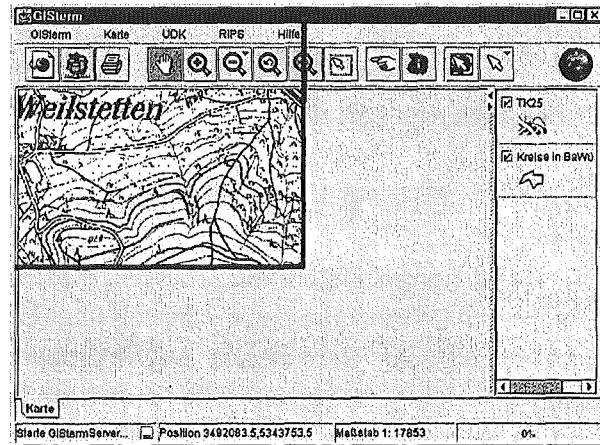 GISterm
GISterm Karte UDK RIPS Hilfe
Weilstetten
TK25
Kreise in BaWü
Karte
Starte GISternServer... Position 3492083.5,5343753.5 Maßstab 1: 17853 0%